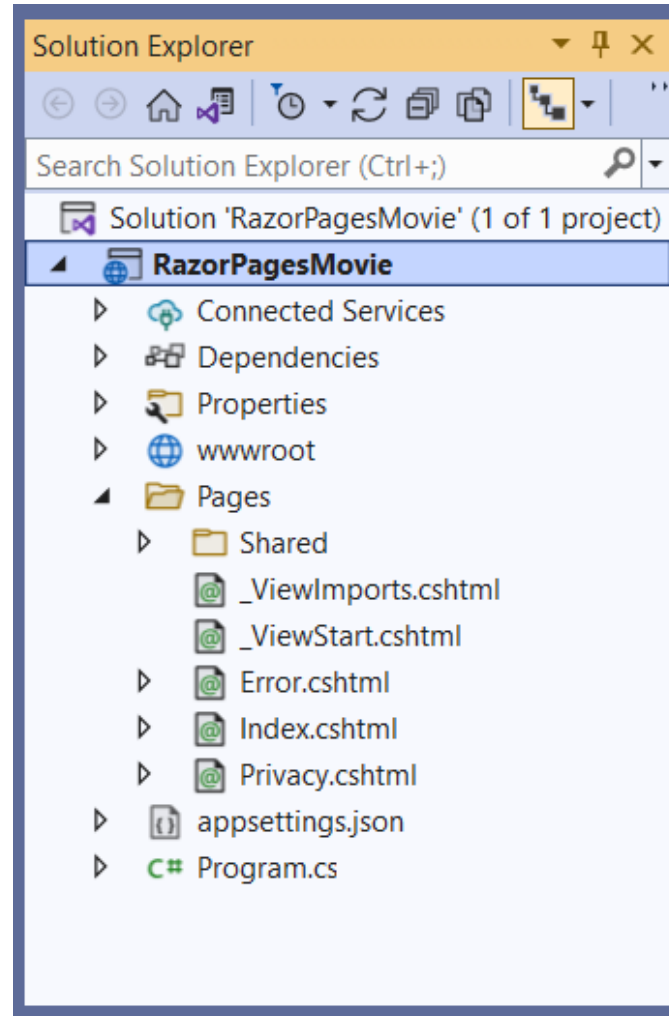 Solution Explorer
Search Solution Explorer (Ctrl+;)
Solution 'RazorPagesMovie' (1 of 1 project)
RazorPagesMovie
Connected Services
Dependencies
Properties
wwwroot
Pages
Shared
_ViewImports.cshtml
_ViewStart.cshtml
Error.cshtml
Index.cshtml
Privacy.cshtml
appsettings.json
C# Program.cs